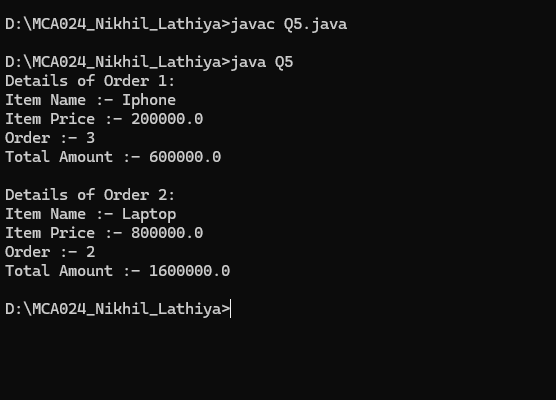 D:\MCA024_Nikhil_Lathiya>javac Q5.java
D:\MCA024_Nikhil_Lathiya>java Q5
Details of Order 1:
Item Name :- Iphone
Item Price :- 200000.0
Order :- 3
Total Amount :- 600000.0
Details of Order 2:
Item Name :- Laptop
Item Price :- 800000.0
Order :- 2
Total Amount :- 1600000.0
D:\MCA024_Nikhil_Lathiya>